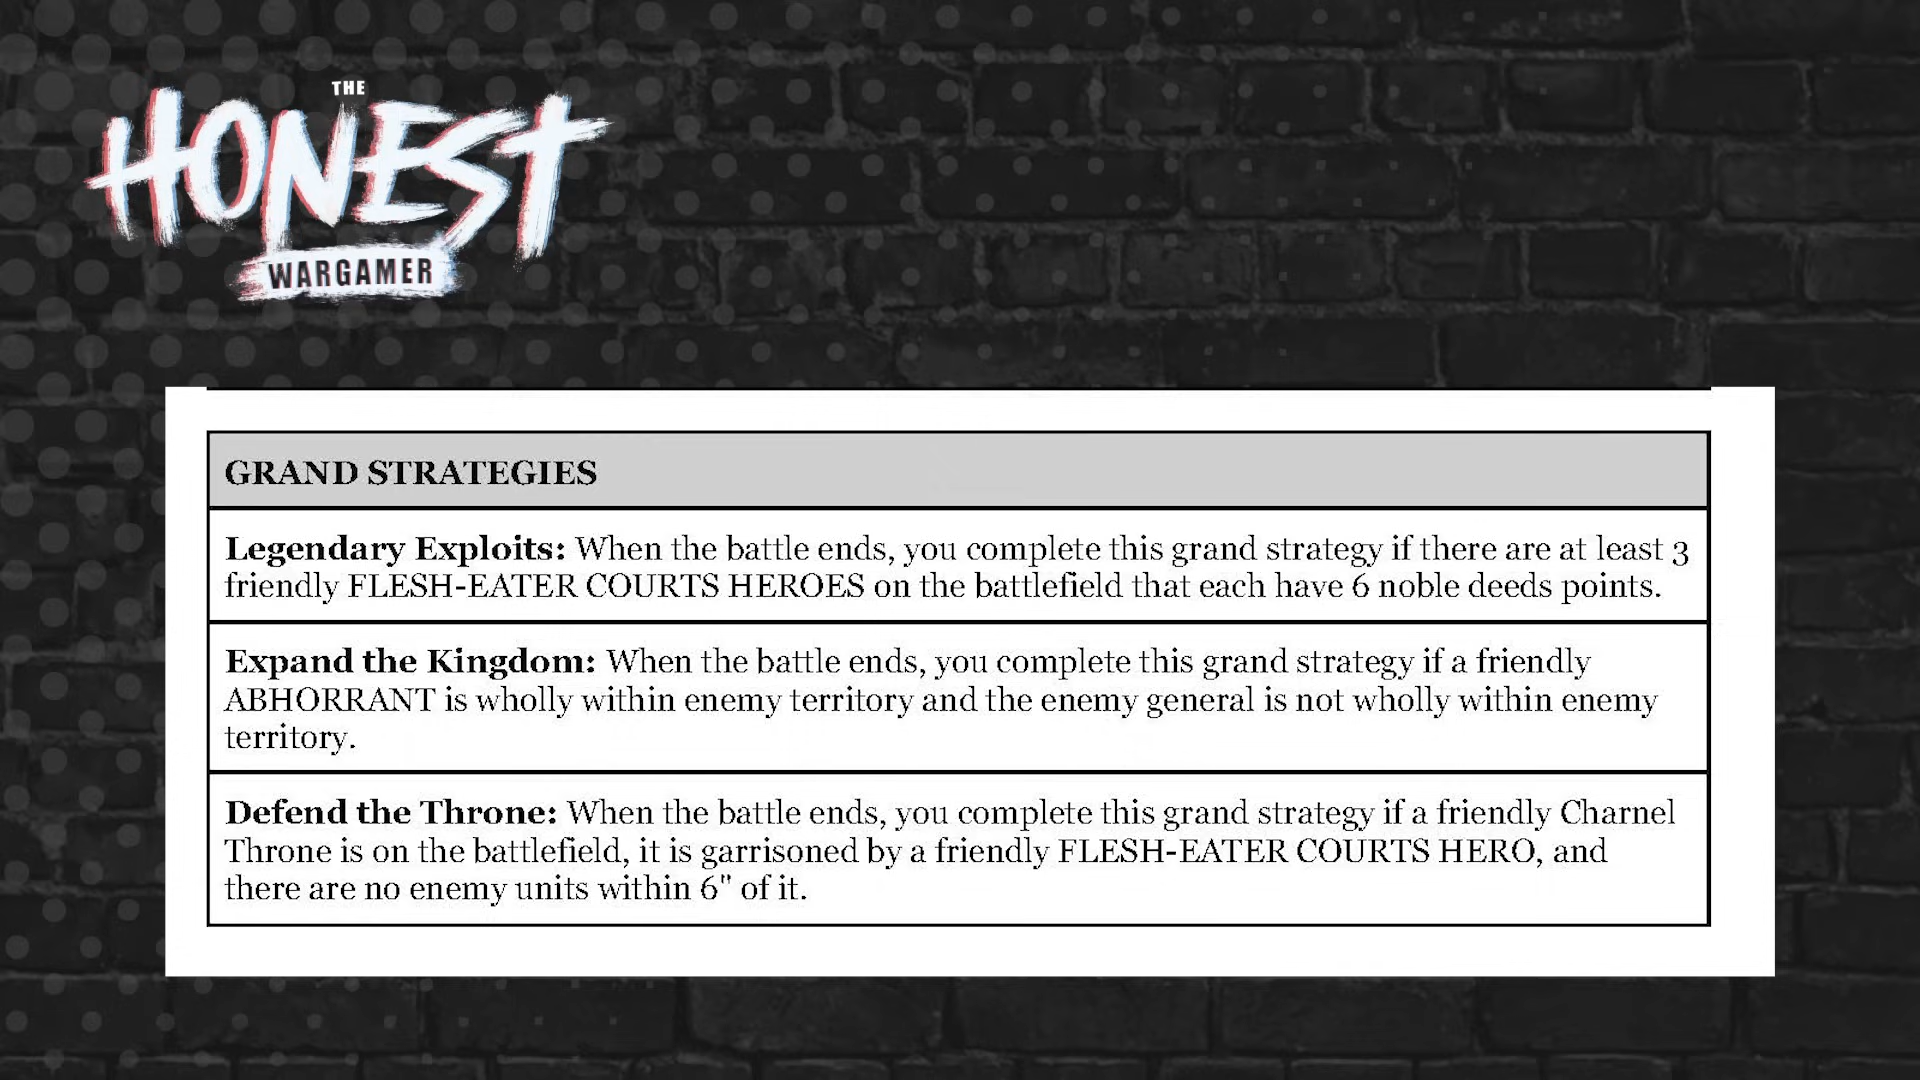 THE
HONEST
WARGAMER
GRAND STRATEGIES
Legendary Exploits: When the battle ends, you complete this grand strategy if there are at least 3
friendly FLESH-EATER COURTS HEROES on the battlefield that each have 6 noble deeds points.
Expand the Kingdom: When the battle ends, you complete this grand strategy if a friendly
ABHORRANT is wholly within enemy territory and the enemy general is not wholly within enemy
territory.
Defend the Throne: When the battle ends, you complete this grand strategy if a friendly Charnel
Throne is on the battlefield, it is garrisoned by a friendly FLESH-EATER COURTS HERO, and
there are no enemy units within 6" of it.